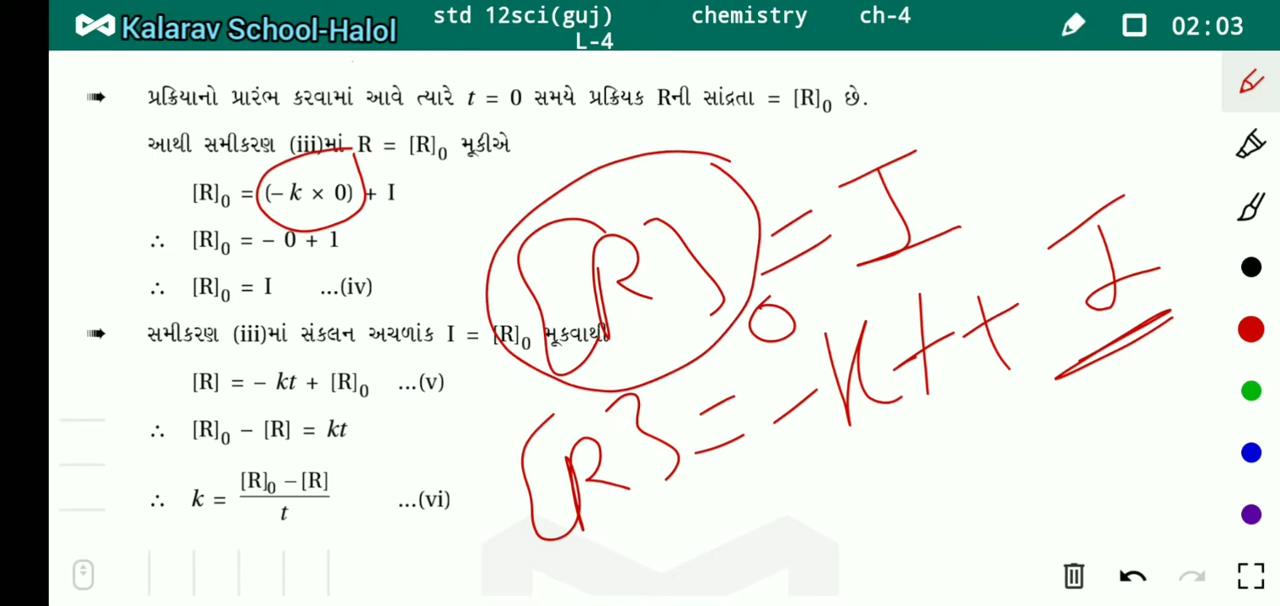 Kalarav School-Halol
std 12sci(guj) chemistry ch-4
L-4
02:03
પ્રક્રિયાનો પ્રારંભ કરવામાં આવે ત્યારે t = 0 સમયે પ્રક્રિયક Rની સાંદ્રતા = [R]₀ છે.
આથી સમીકરણ (iii)માં R = [R]₀ મૂકીએ
[R]₀ = (– k × 0) + I
∴ [R]₀ = – 0 + 1
∴ [R]₀ = I ...(iv)
સમીકરણ (iii)માં સંકલન અચળાંક I = [R]₀ મૂકવાથી
[R] = – kt + [R]₀ ...(v)
∴ [R]₀ – [R] = kt
∴ k = ([R]₀ – [R]) / t ...(vi)
[R]₀ = I
[R] = -kt + I